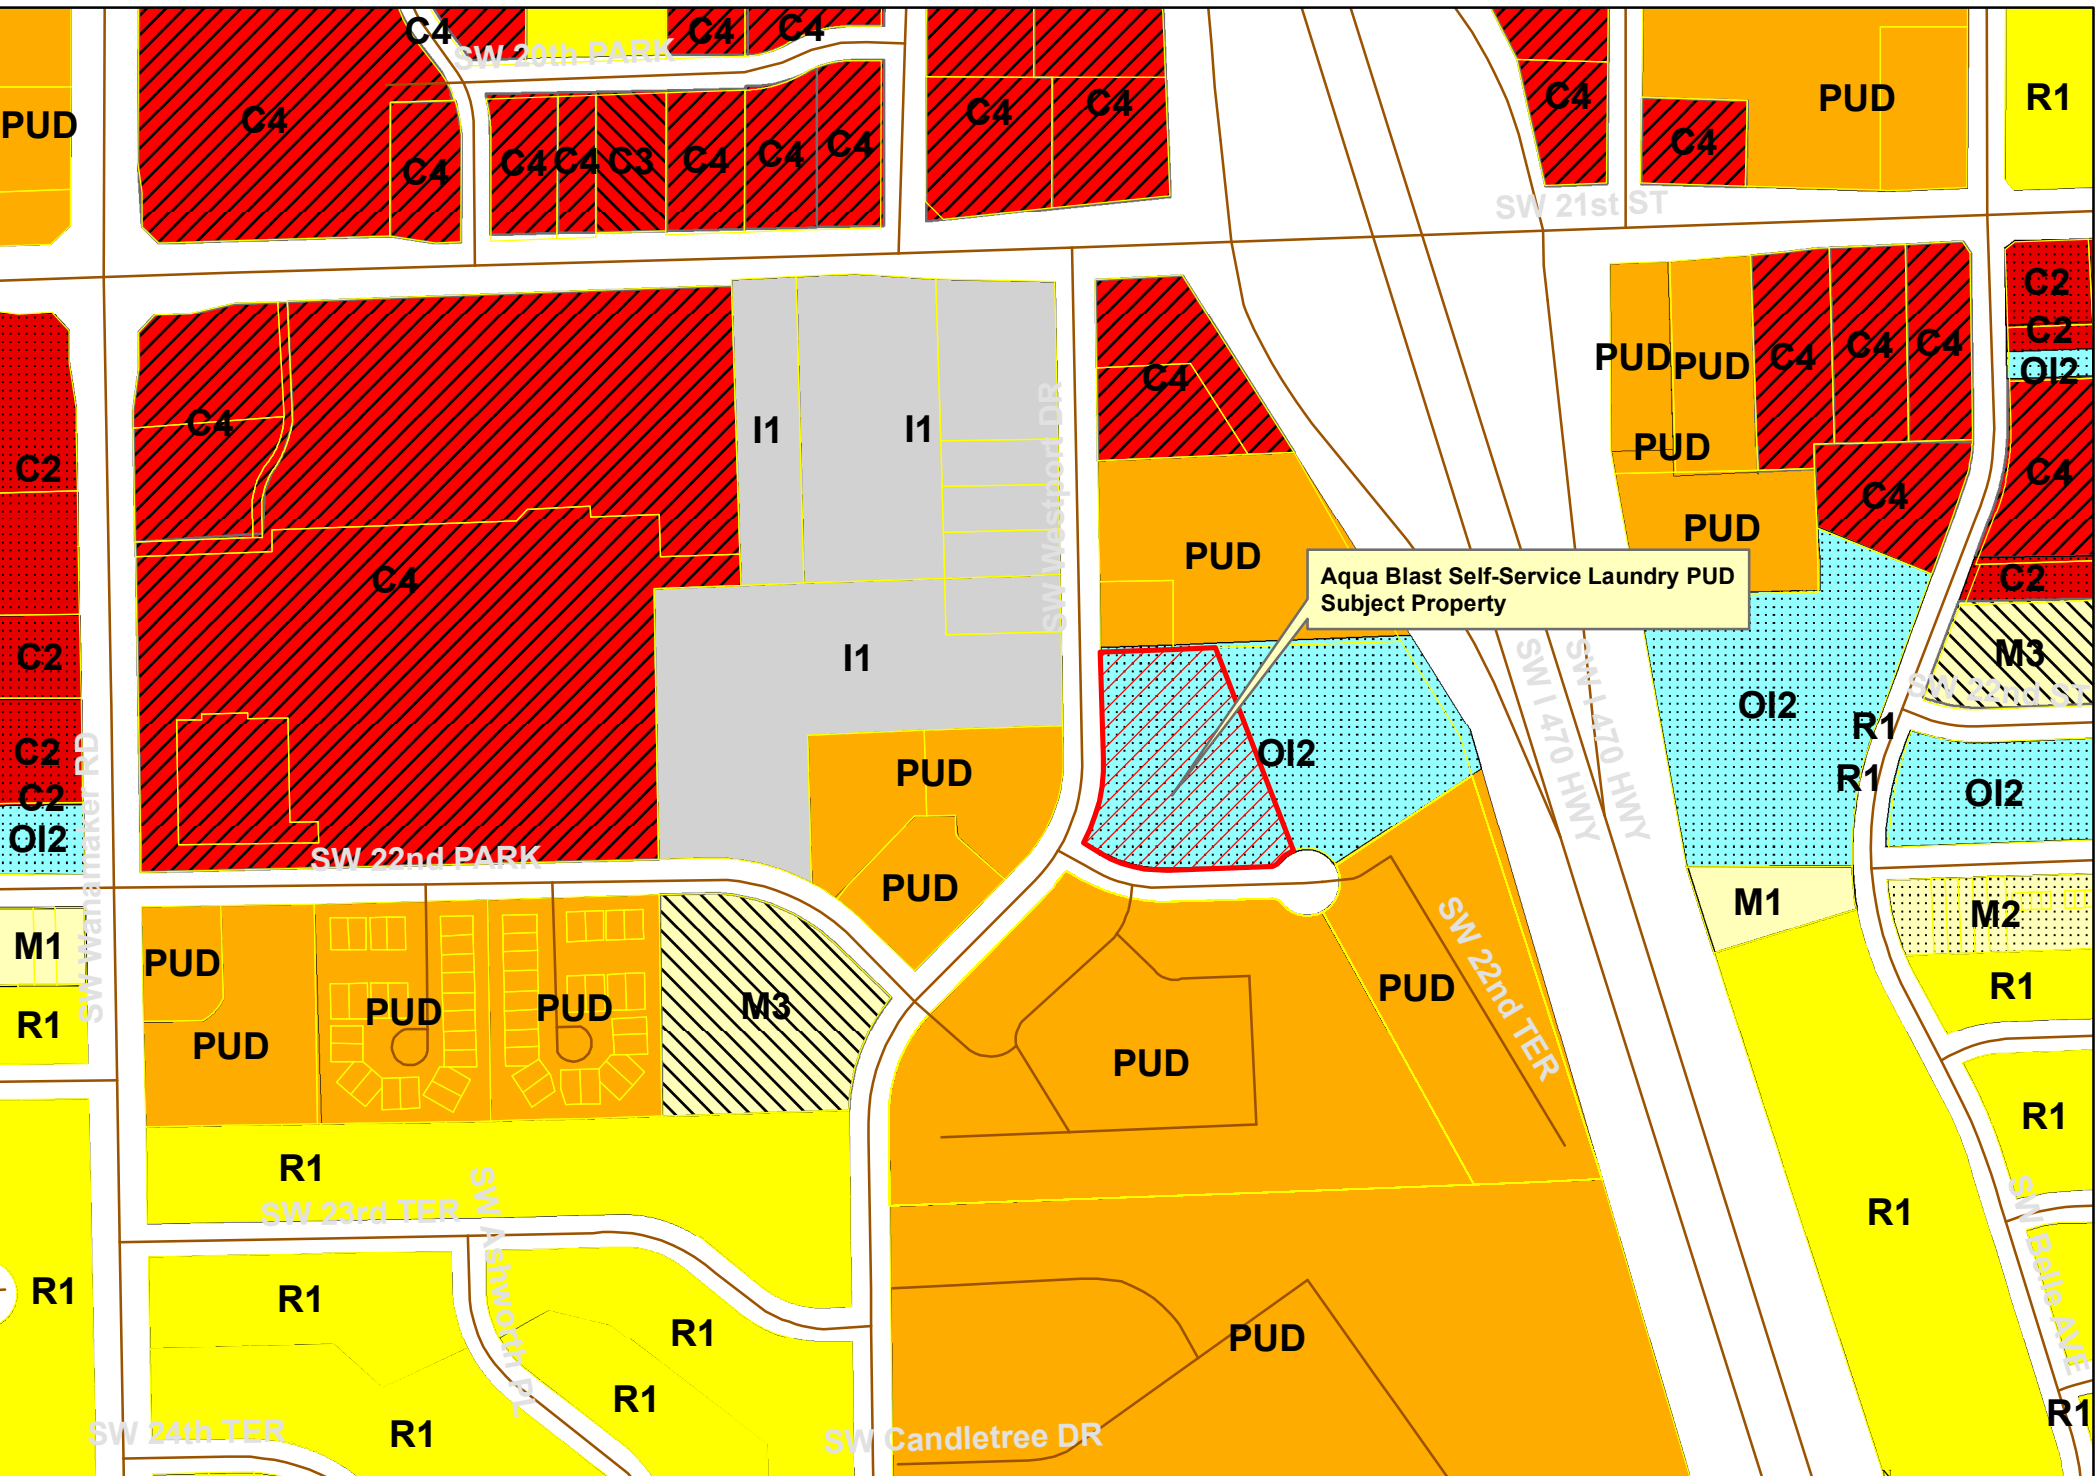 C4
C4
C4
SW 20th PARK
PUD
C4
C4
C4
C4
C3
C4
C4
C4
C4
C4
C4
C4
PUD
R1
SW 21st ST
C2
C2
OI2
C4
C2
C4
I1
I1
SW Westport DR
C4
PUD
PUD
PUD
C4
C4
C4
C4
C4
C2
C4
PUD
PUD
Aqua Blast Self-Service Laundry PUD
Subject Property
C2
I1
M3
SW 22nd ST
OI2
R1
R1
OI2
C2
C2
OI2
SW Wanamaker RD
PUD
PUD
OI2
SW I 470 HWY
SW I 470 HWY
SW 22nd PARK
M1
R1
PUD
PUD
PUD
PUD
M3
PUD
PUD
SW 22nd TER
M1
M2
R1
R1
R1
SW 23rd TER
SW Ashworth PL
R1
SW Belle AVE
R1
R1
R1
R1
R1
PUD
SW 24th TER
SW Candletree DR
R1
N